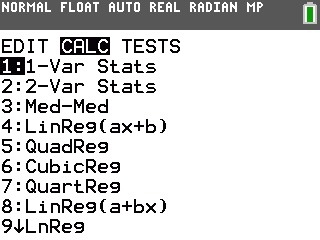 NORMAL FLOAT AUTO REAL RADIAN MP
EDIT CALC TESTS
1:1-Var Stats
2:2-Var Stats
3:Med-Med
4:LinReg(ax+b)
5:QuadReg
6:CubicReg
7:QuartReg
8:LinReg(a+bx)
9↓LnReg